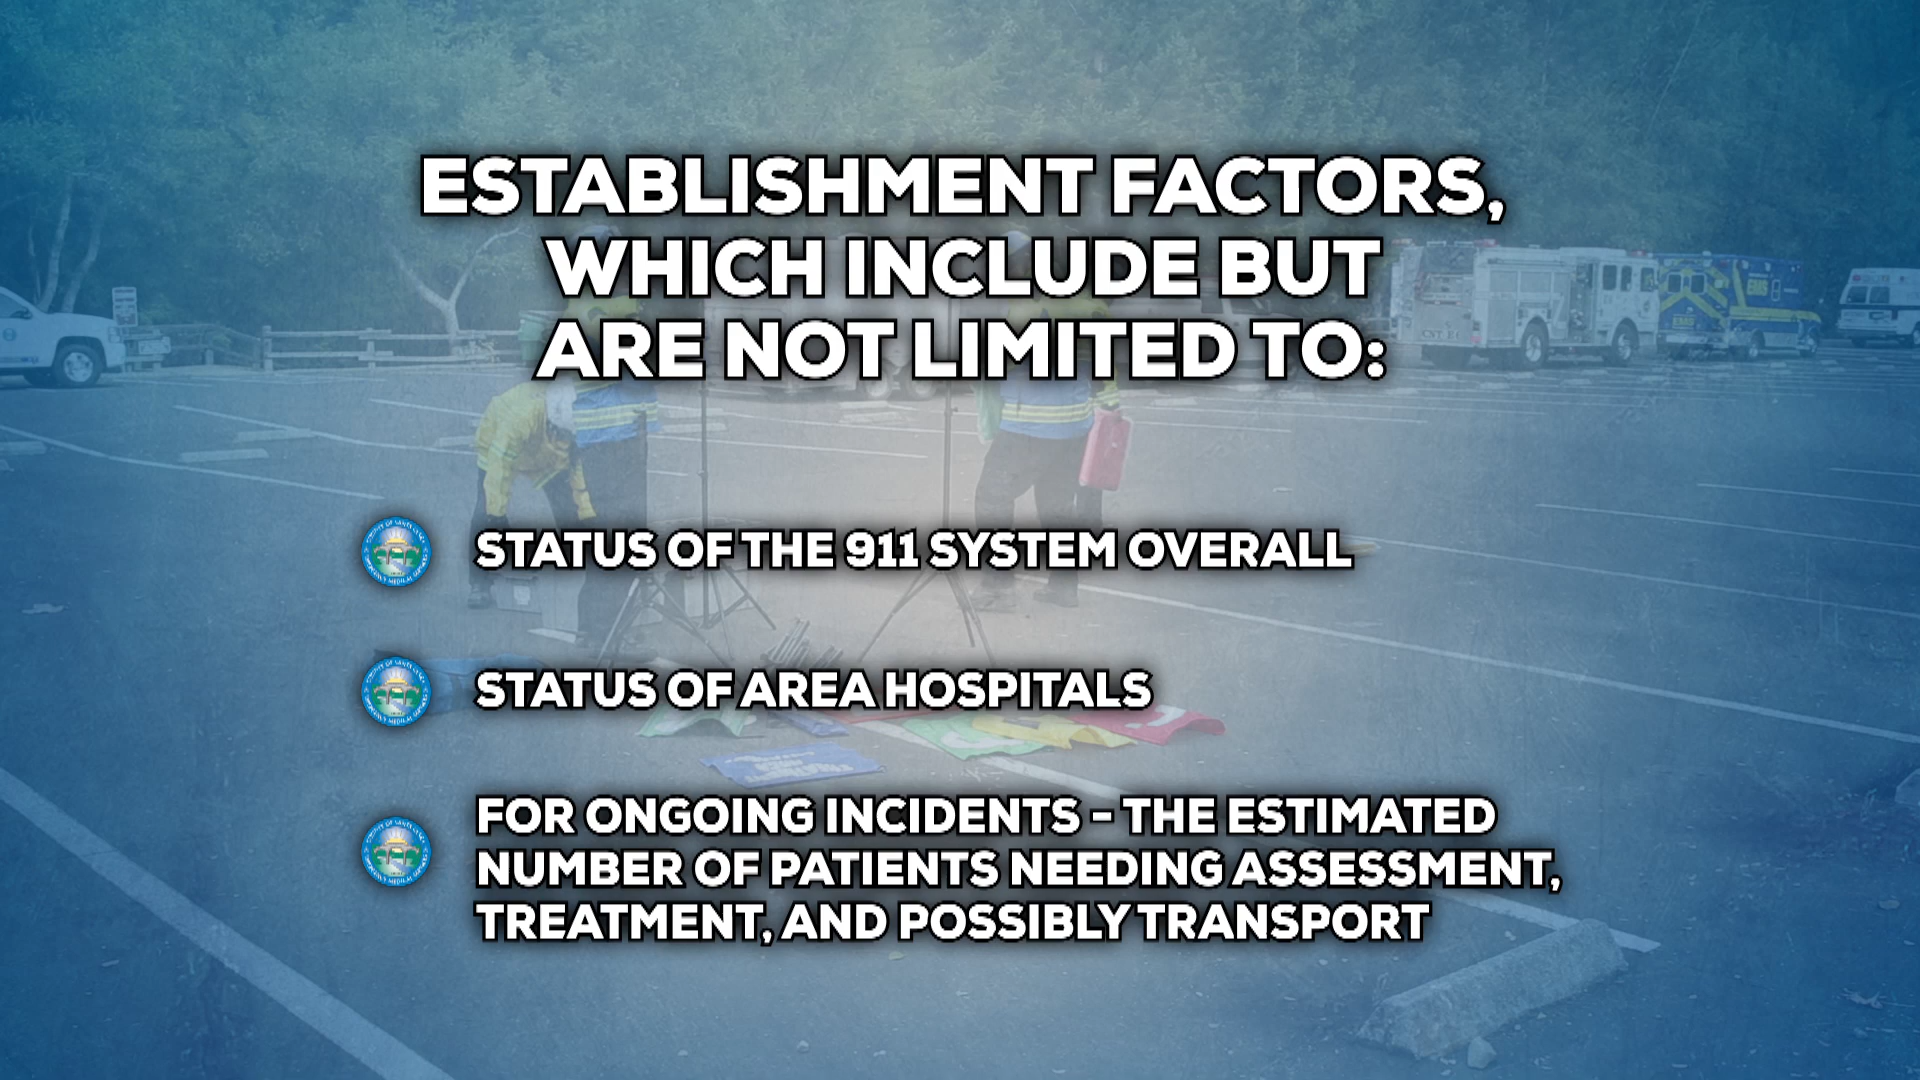 ESTABLISHMENT FACTORS,
WHICH INCLUDE BUT
ARE NOT LIMITED TO:
STATUS OF THE 911 SYSTEM OVERALL
STATUS OF AREA HOSPITALS
FOR ONGOING INCIDENTS – THE ESTIMATED
NUMBER OF PATIENTS NEEDING ASSESSMENT,
TREATMENT, AND POSSIBLY TRANSPORT
EMS